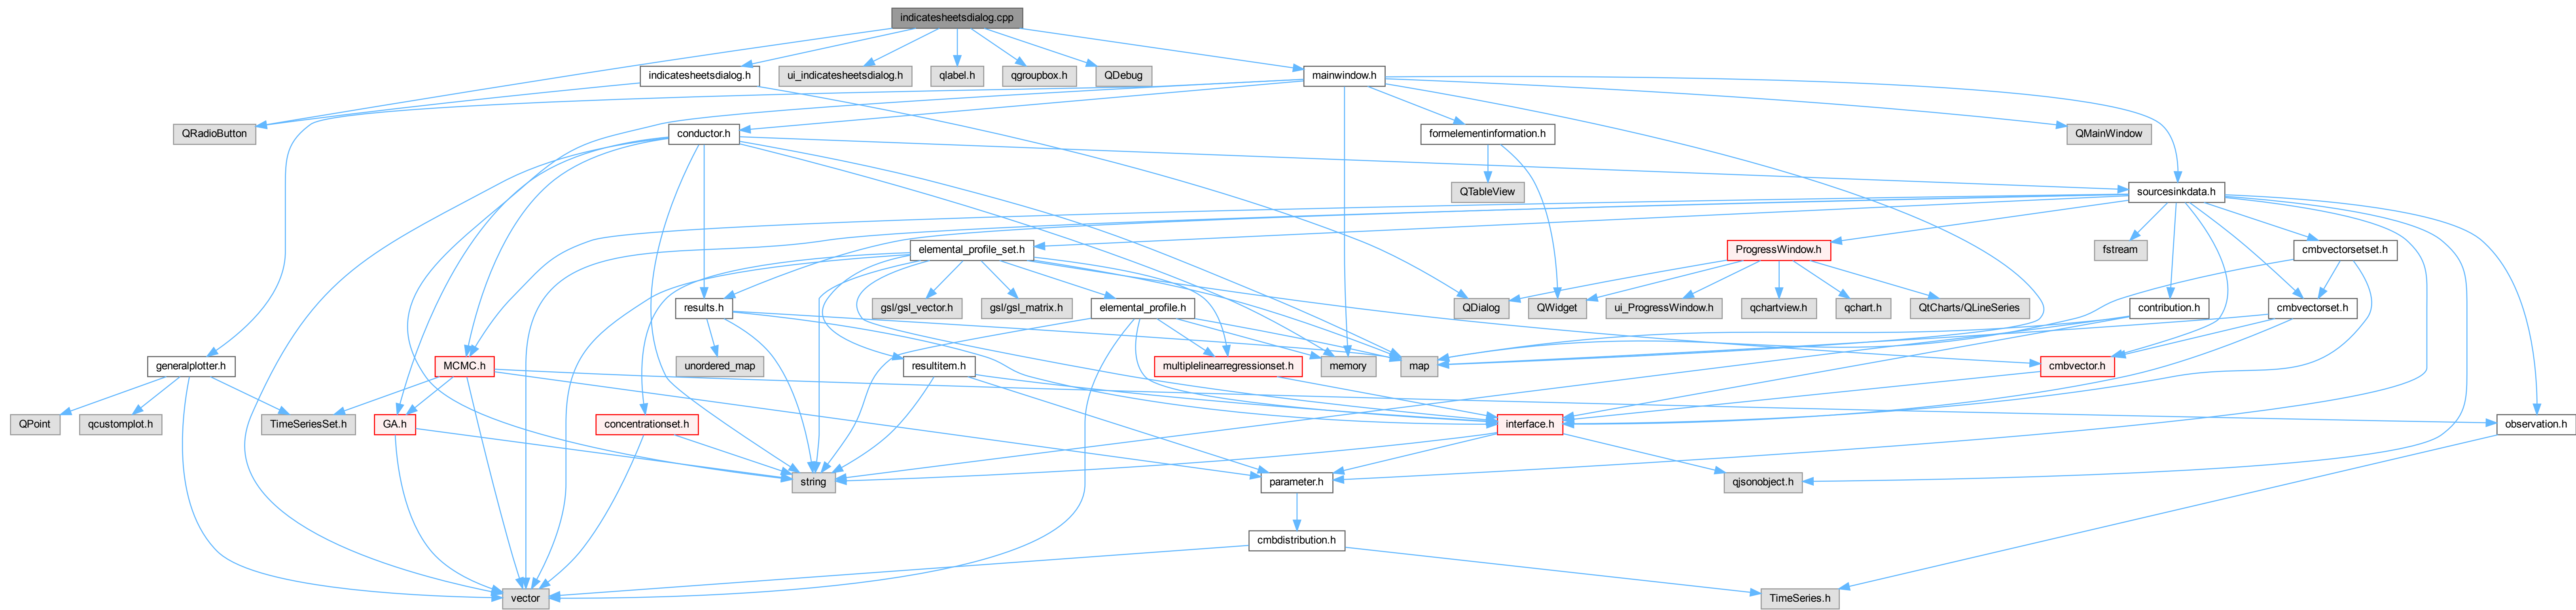 indicatesheetsdialog.cpp
indicatesheetsdialog.h
ui_indicatesheetsdialog.h
qlabel.h
qgroupbox.h
QDebug
mainwindow.h
QRadioButton
conductor.h
formelementinformation.h
QMainWindow
QTableView
sourcesinkdata.h
elemental_profile_set.h
ProgressWindow.h
fstream
cmbvectorsetset.h
results.h
gsl/gsl_vector.h
gsl/gsl_matrix.h
elemental_profile.h
QDialog
QWidget
ui_ProgressWindow.h
qchartview.h
qchart.h
QtCharts/QLineSeries
contribution.h
cmbvectorset.h
generalplotter.h
MCMC.h
unordered_map
resultitem.h
multiplelinearregressionset.h
memory
map
cmbvector.h
QPoint
qcustomplot.h
TimeSeriesSet.h
GA.h
concentrationset.h
interface.h
observation.h
string
parameter.h
qjsonobject.h
cmbdistribution.h
vector
TimeSeries.h